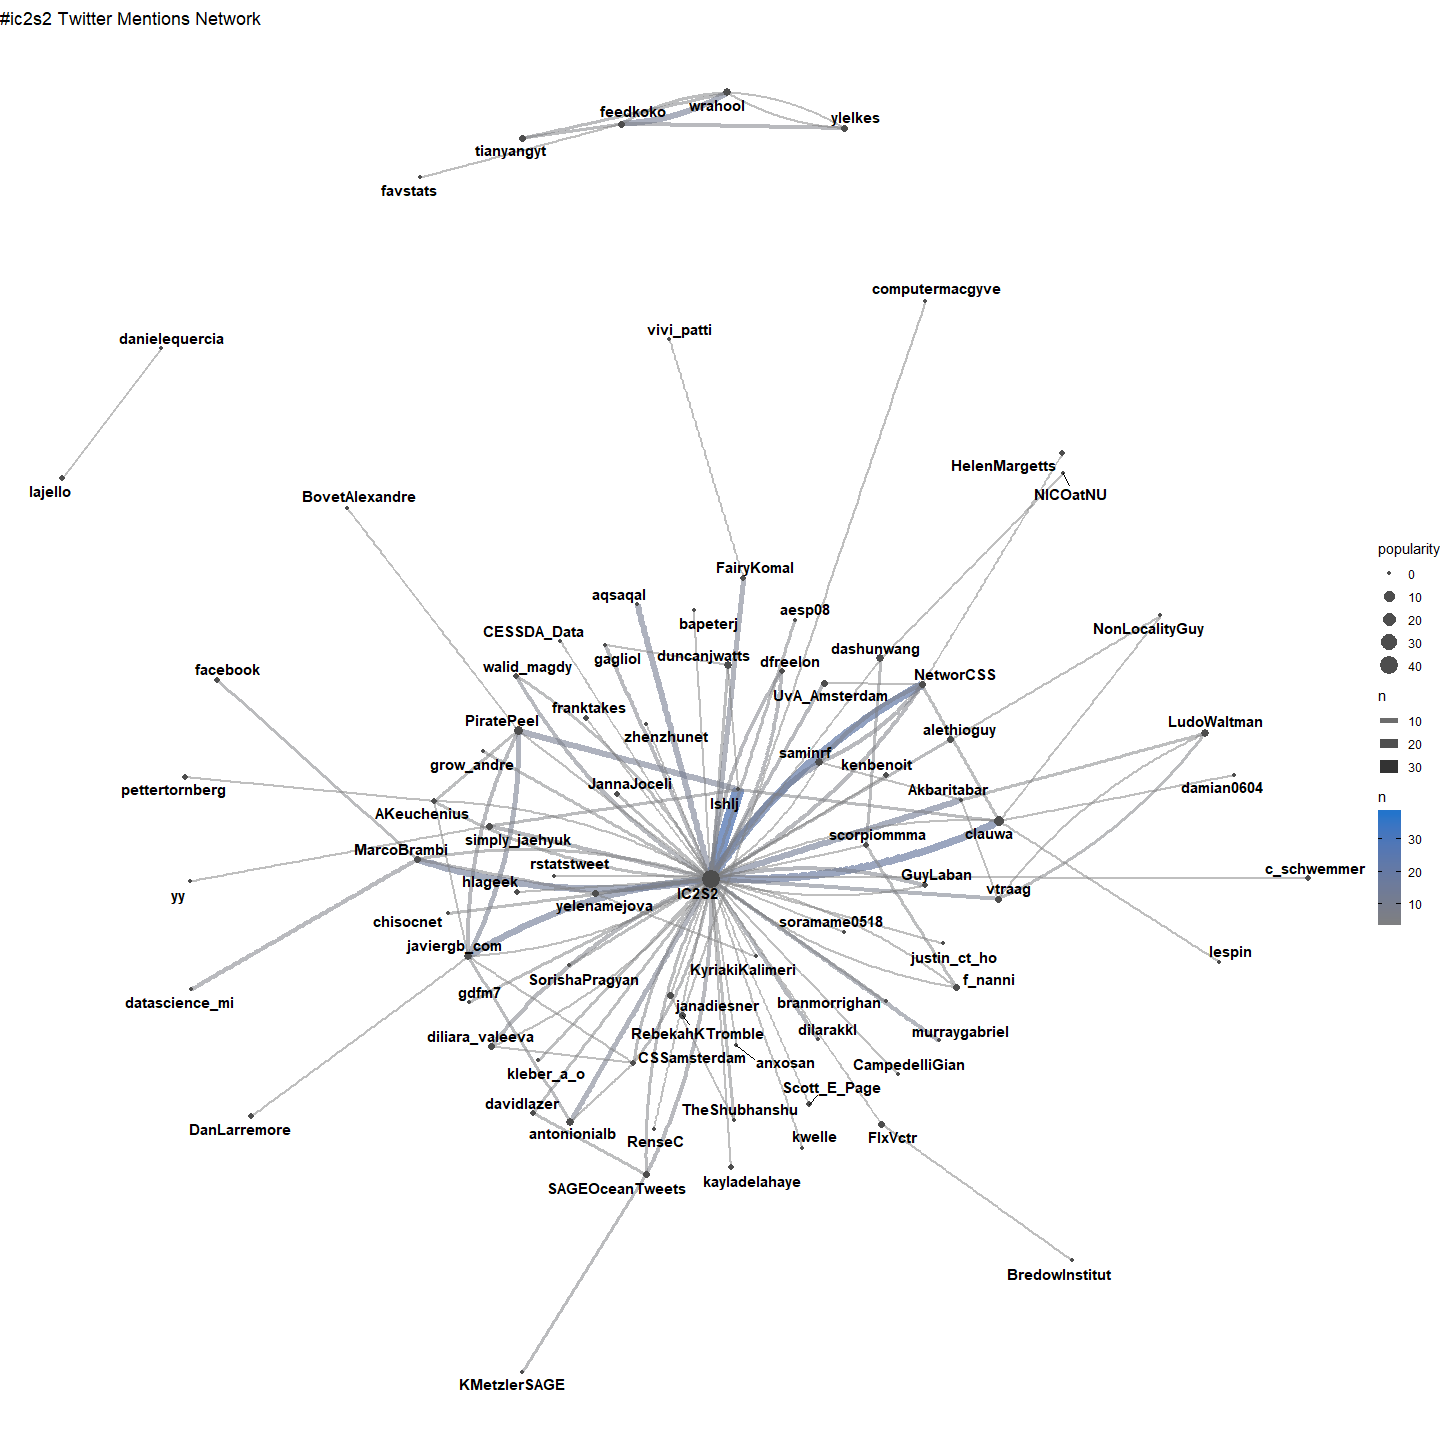 #ic2s2 Twitter Mentions Network
wrahool
feedkoko
ylelkes
tianyangyt
favstats
computermacgyve
vivi_patti
danielequercia
HelenMargetts
lajello
NICOatNU
BovetAlexandre
popularity
0
10
20
30
40
n
10
20
30
n
30
20
10
FairyKomal
aqsaqal
aesp08
bapeterj
CESSDA_Data
NonLocalityGuy
dashunwang
duncanjwatts
gagliol
dfreelon
walid_magdy
facebook
NetworCSS
UvA_Amsterdam
franktakes
PiratePeel
LudoWaltman
alethioguy
zhenzhunet
saminrf
grow_andre
kenbenoit
JannaJoceli
pettertornberg
Akbaritabar
damian0604
lshlj
AKeuchenius
clauwa
scorpiommma
simply_jaehyuk
MarcoBrambi
rstatstweet
c_schwemmer
GuyLaban
hlageek
vtraag
yy
IC2S2
yelenamejova
chisocnet
soramame0518
javiergb_com
lespin
justin_ct_ho
KyriakiKalimeri
SorishaPragyan
f_nanni
gdfm7
datascience_mi
branmorrighan
janadiesner
dilarakkl
murraygabriel
RebekahKTromble
diliara_valeeva
CSSamsterdam
anxosan
CampedelliGian
kleber_a_o
Scott_E_Page
davidlazer
TheShubhanshu
DanLarremore
antonionialb
RenseC
kwelle
FlxVctr
kayladelahaye
SAGEOceanTweets
BredowInstitut
KMetzlerSAGE